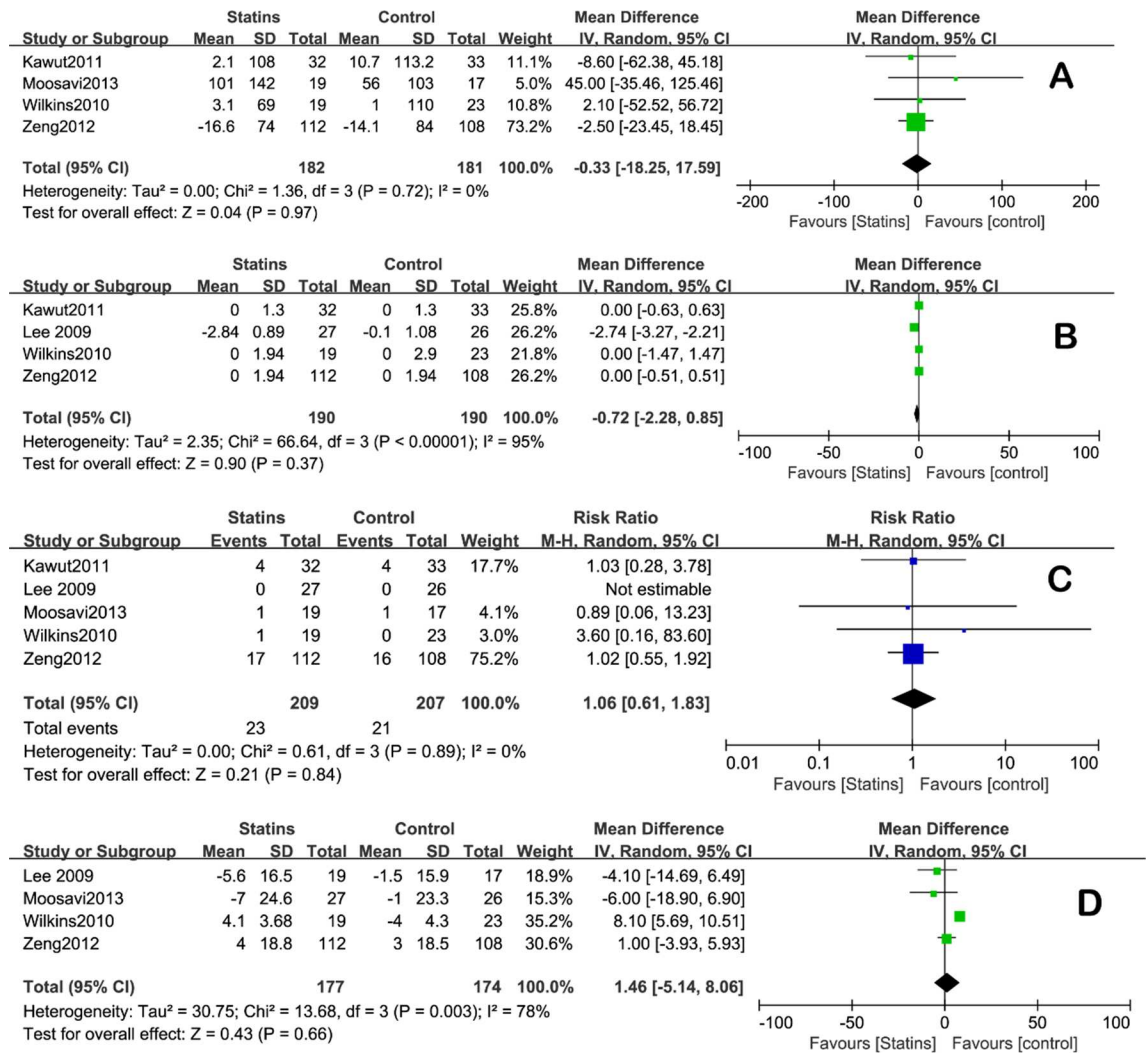 Statins Control Mean Difference Mean Difference
Study or Subgroup Mean SD Total Mean SD Total Weight IV, Random, 95% CI IV, Random, 95% CI
Kawut2011 2.1 108 32 10.7 113.2 33 11.1% -8.60 [-62.38, 45.18]
A
Moosavi2013 101 142 19 56 103 17 5.0% 45.00 [-35.46, 125.46]
Wilkins2010 3.1 69 19 1 110 23 10.8% 2.10 [-52.52, 56.72]
Zeng2012 -16.6 74 112 -14.1 84 108 73.2% -2.50 [-23.45, 18.45]
Total (95% CI) 182 181 100.0% -0.33 [-18.25, 17.59]
Heterogeneity: Tau² = 0.00; Chi² = 1.36, df = 3 (P = 0.72); I² = 0%
Test for overall effect: Z = 0.04 (P = 0.97)
-200 -100 0 100 200
Favours [Statins] Favours [control]
Statins Control Mean Difference Mean Difference
Study or Subgroup Mean SD Total Mean SD Total Weight IV, Random, 95% CI IV, Random, 95% CI
Kawut2011 0 1.3 32 0 1.3 33 25.8% 0.00 [-0.63, 0.63]
Lee 2009 -2.84 0.89 27 -0.1 1.08 26 26.2% -2.74 [-3.27, -2.21]
B
Wilkins2010 0 1.94 19 0 2.9 23 21.8% 0.00 [-1.47, 1.47]
Zeng2012 0 1.94 112 0 1.94 108 26.2% 0.00 [-0.51, 0.51]
Total (95% CI) 190 190 100.0% -0.72 [-2.28, 0.85]
Heterogeneity: Tau² = 2.35; Chi² = 66.64, df = 3 (P < 0.00001); I² = 95%
Test for overall effect: Z = 0.90 (P = 0.37)
-100 -50 0 50 100
Favours [Statins] Favours [control]
Statins Control Risk Ratio Risk Ratio
Study or Subgroup Events Total Events Total Weight M-H, Random, 95% CI M-H, Random, 95% CI
Kawut2011 4 32 4 33 17.7% 1.03 [0.28, 3.78]
C
Lee 2009 0 27 0 26 Not estimable
Moosavi2013 1 19 1 17 4.1% 0.89 [0.06, 13.23]
Wilkins2010 1 19 0 23 3.0% 3.60 [0.16, 83.60]
Zeng2012 17 112 16 108 75.2% 1.02 [0.55, 1.92]
Total (95% CI) 209 207 100.0% 1.06 [0.61, 1.83]
Total events 23 21
Heterogeneity: Tau² = 0.00; Chi² = 0.61, df = 3 (P = 0.89); I² = 0%
Test for overall effect: Z = 0.21 (P = 0.84)
0.01 0.1 1 10 100
Favours [Statins] Favours [control]
Statins Control Mean Difference Mean Difference
Study or Subgroup Mean SD Total Mean SD Total Weight IV, Random, 95% CI IV, Random, 95% CI
Lee 2009 -5.6 16.5 19 -1.5 15.9 17 18.9% -4.10 [-14.69, 6.49]
Moosavi2013 -7 24.6 27 -1 23.3 26 15.3% -6.00 [-18.90, 6.90]
D
Wilkins2010 4.1 3.68 19 -4 4.3 23 35.2% 8.10 [5.69, 10.51]
Zeng2012 4 18.8 112 3 18.5 108 30.6% 1.00 [-3.93, 5.93]
Total (95% CI) 177 174 100.0% 1.46 [-5.14, 8.06]
Heterogeneity: Tau² = 30.75; Chi² = 13.68, df = 3 (P = 0.003); I² = 78%
Test for overall effect: Z = 0.43 (P = 0.66)
-100 -50 0 50 100
Favours [Statins] Favours [control]